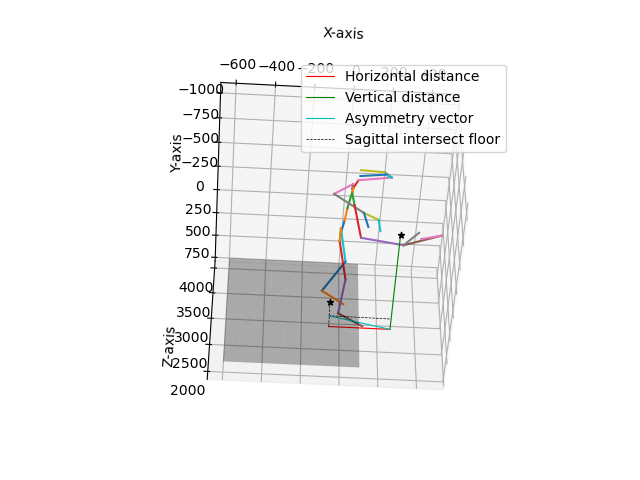 X-axis
−600 −400 −200 0 200 400
Horizontal distance
Vertical distance
Asymmetry vector
Sagittal intersect floor
−1000
−750
−500
−250
0
250
500
750
Y-axis
4000
3500
3000
2500
2000
Z-axis